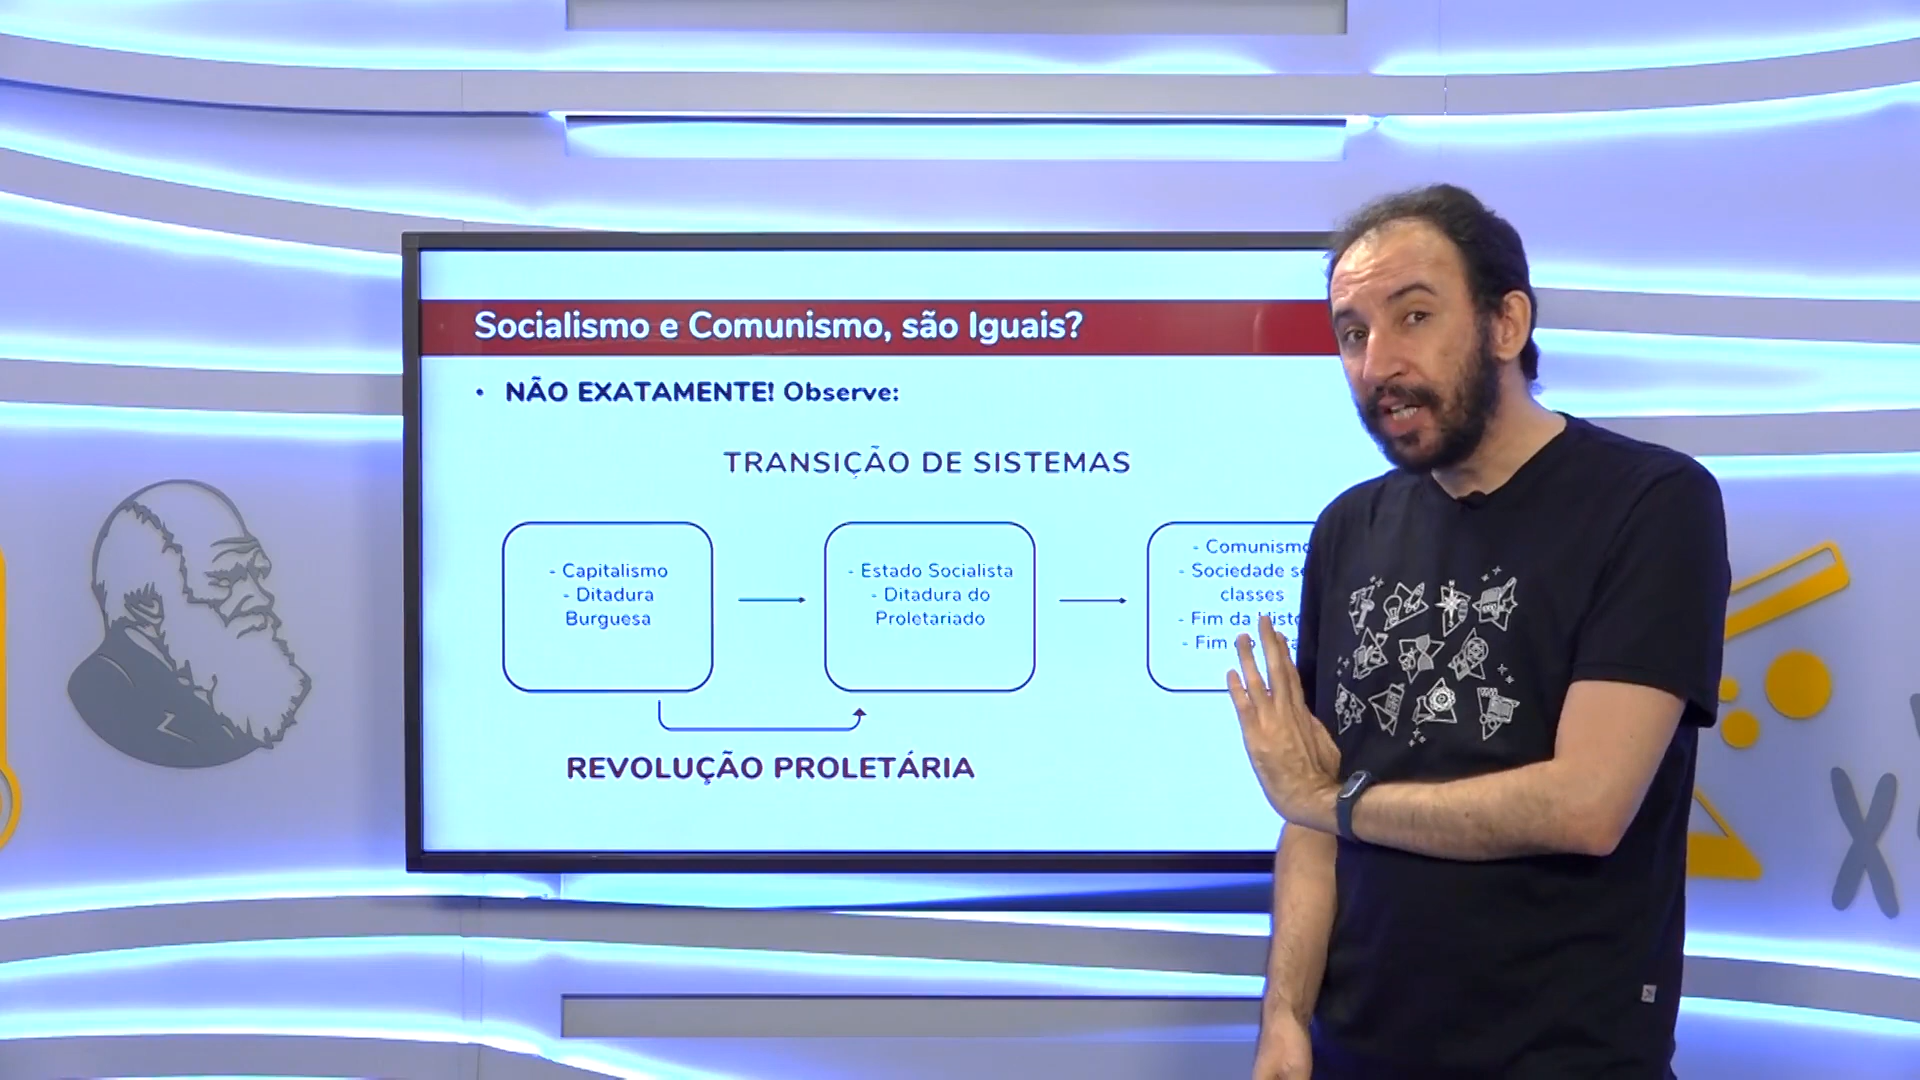 Socialismo e Comunismo, são Iguais?
• NÃO EXATAMENTE! Observe:
TRANSIÇÃO DE SISTEMAS
- Capitalismo
- Ditadura
Burguesa
- Estado Socialista
- Ditadura do
Proletariado
- Comunismo
- Sociedade
classes
- Fim da
- Fim
REVOLUÇÃO PROLETÁRIA